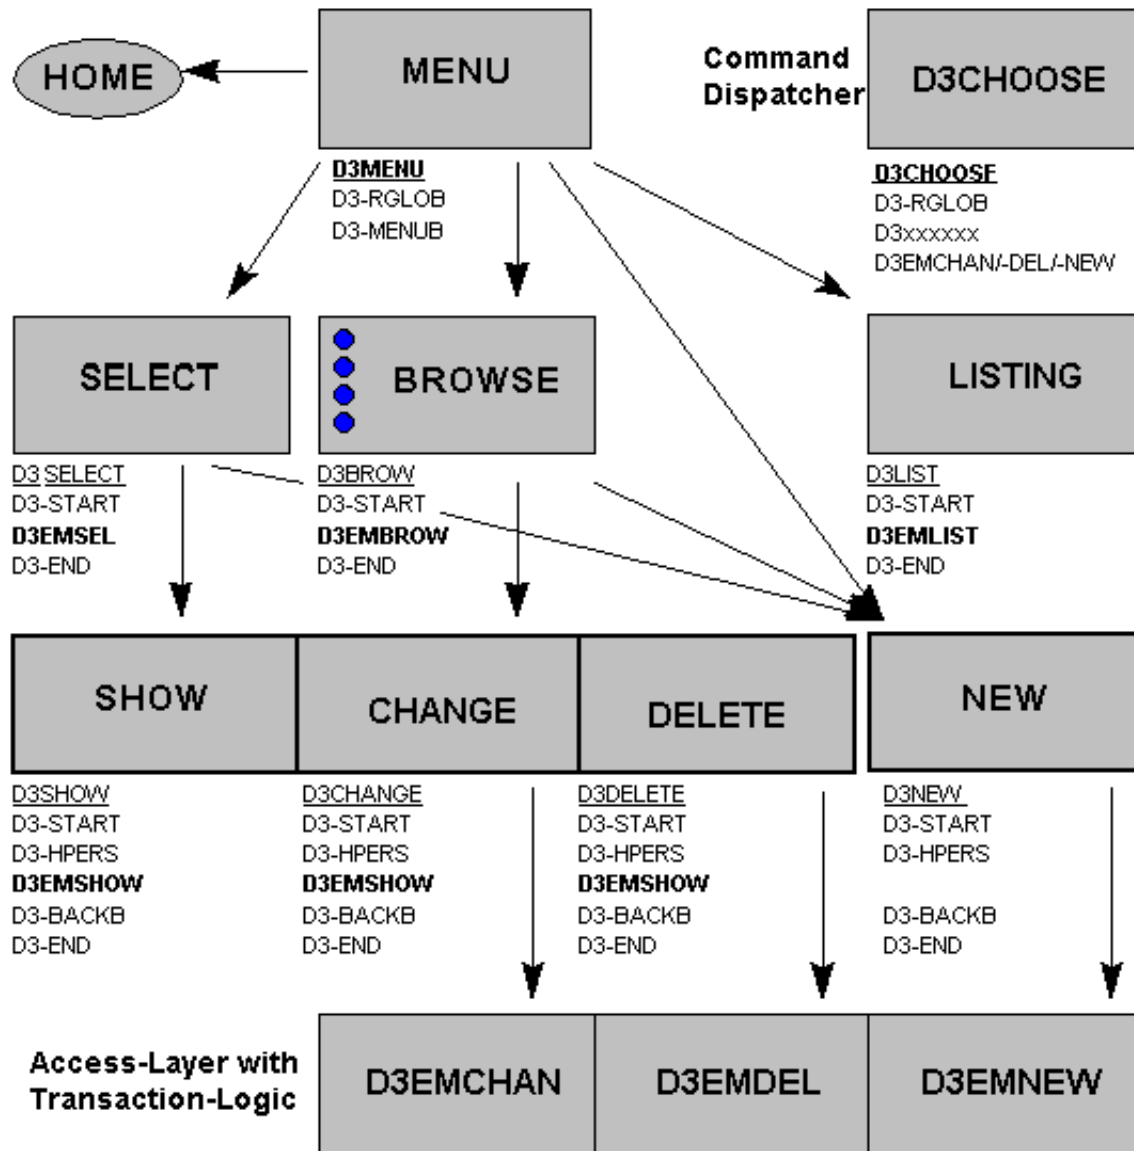 HOME
MENU
Command
Dispatcher
D3CHOOSE
D3MENU
D3-RGLOB
D3-MENUB
D3CHOOSE
D3-RGLOB
D3xxxxxx
D3EMCHAN/-DEL/-NEW
SELECT
BROWSE
LISTING
D3 SELECT
D3-START
D3EMSEL
D3-END
D3BROW
D3-START
D3EMBROW
D3-END
D3LIST
D3-START
D3EMLIST
D3-END
SHOW
CHANGE
DELETE
NEW
D3SHOW
D3-START
D3-HPERS
D3EMSHOW
D3-BACKB
D3-END
D3CHANGE
D3-START
D3-HPERS
D3EMSHOW
D3-BACKB
D3-END
D3DELETE
D3-START
D3-HPERS
D3EMSHOW
D3-BACKB
D3-END
D3NEW
D3-START
D3-HPERS
D3-BACKB
D3-END
Access-Layer with
Transaction-Logic
D3EMCHAN
D3EMDEL
D3EMNEW